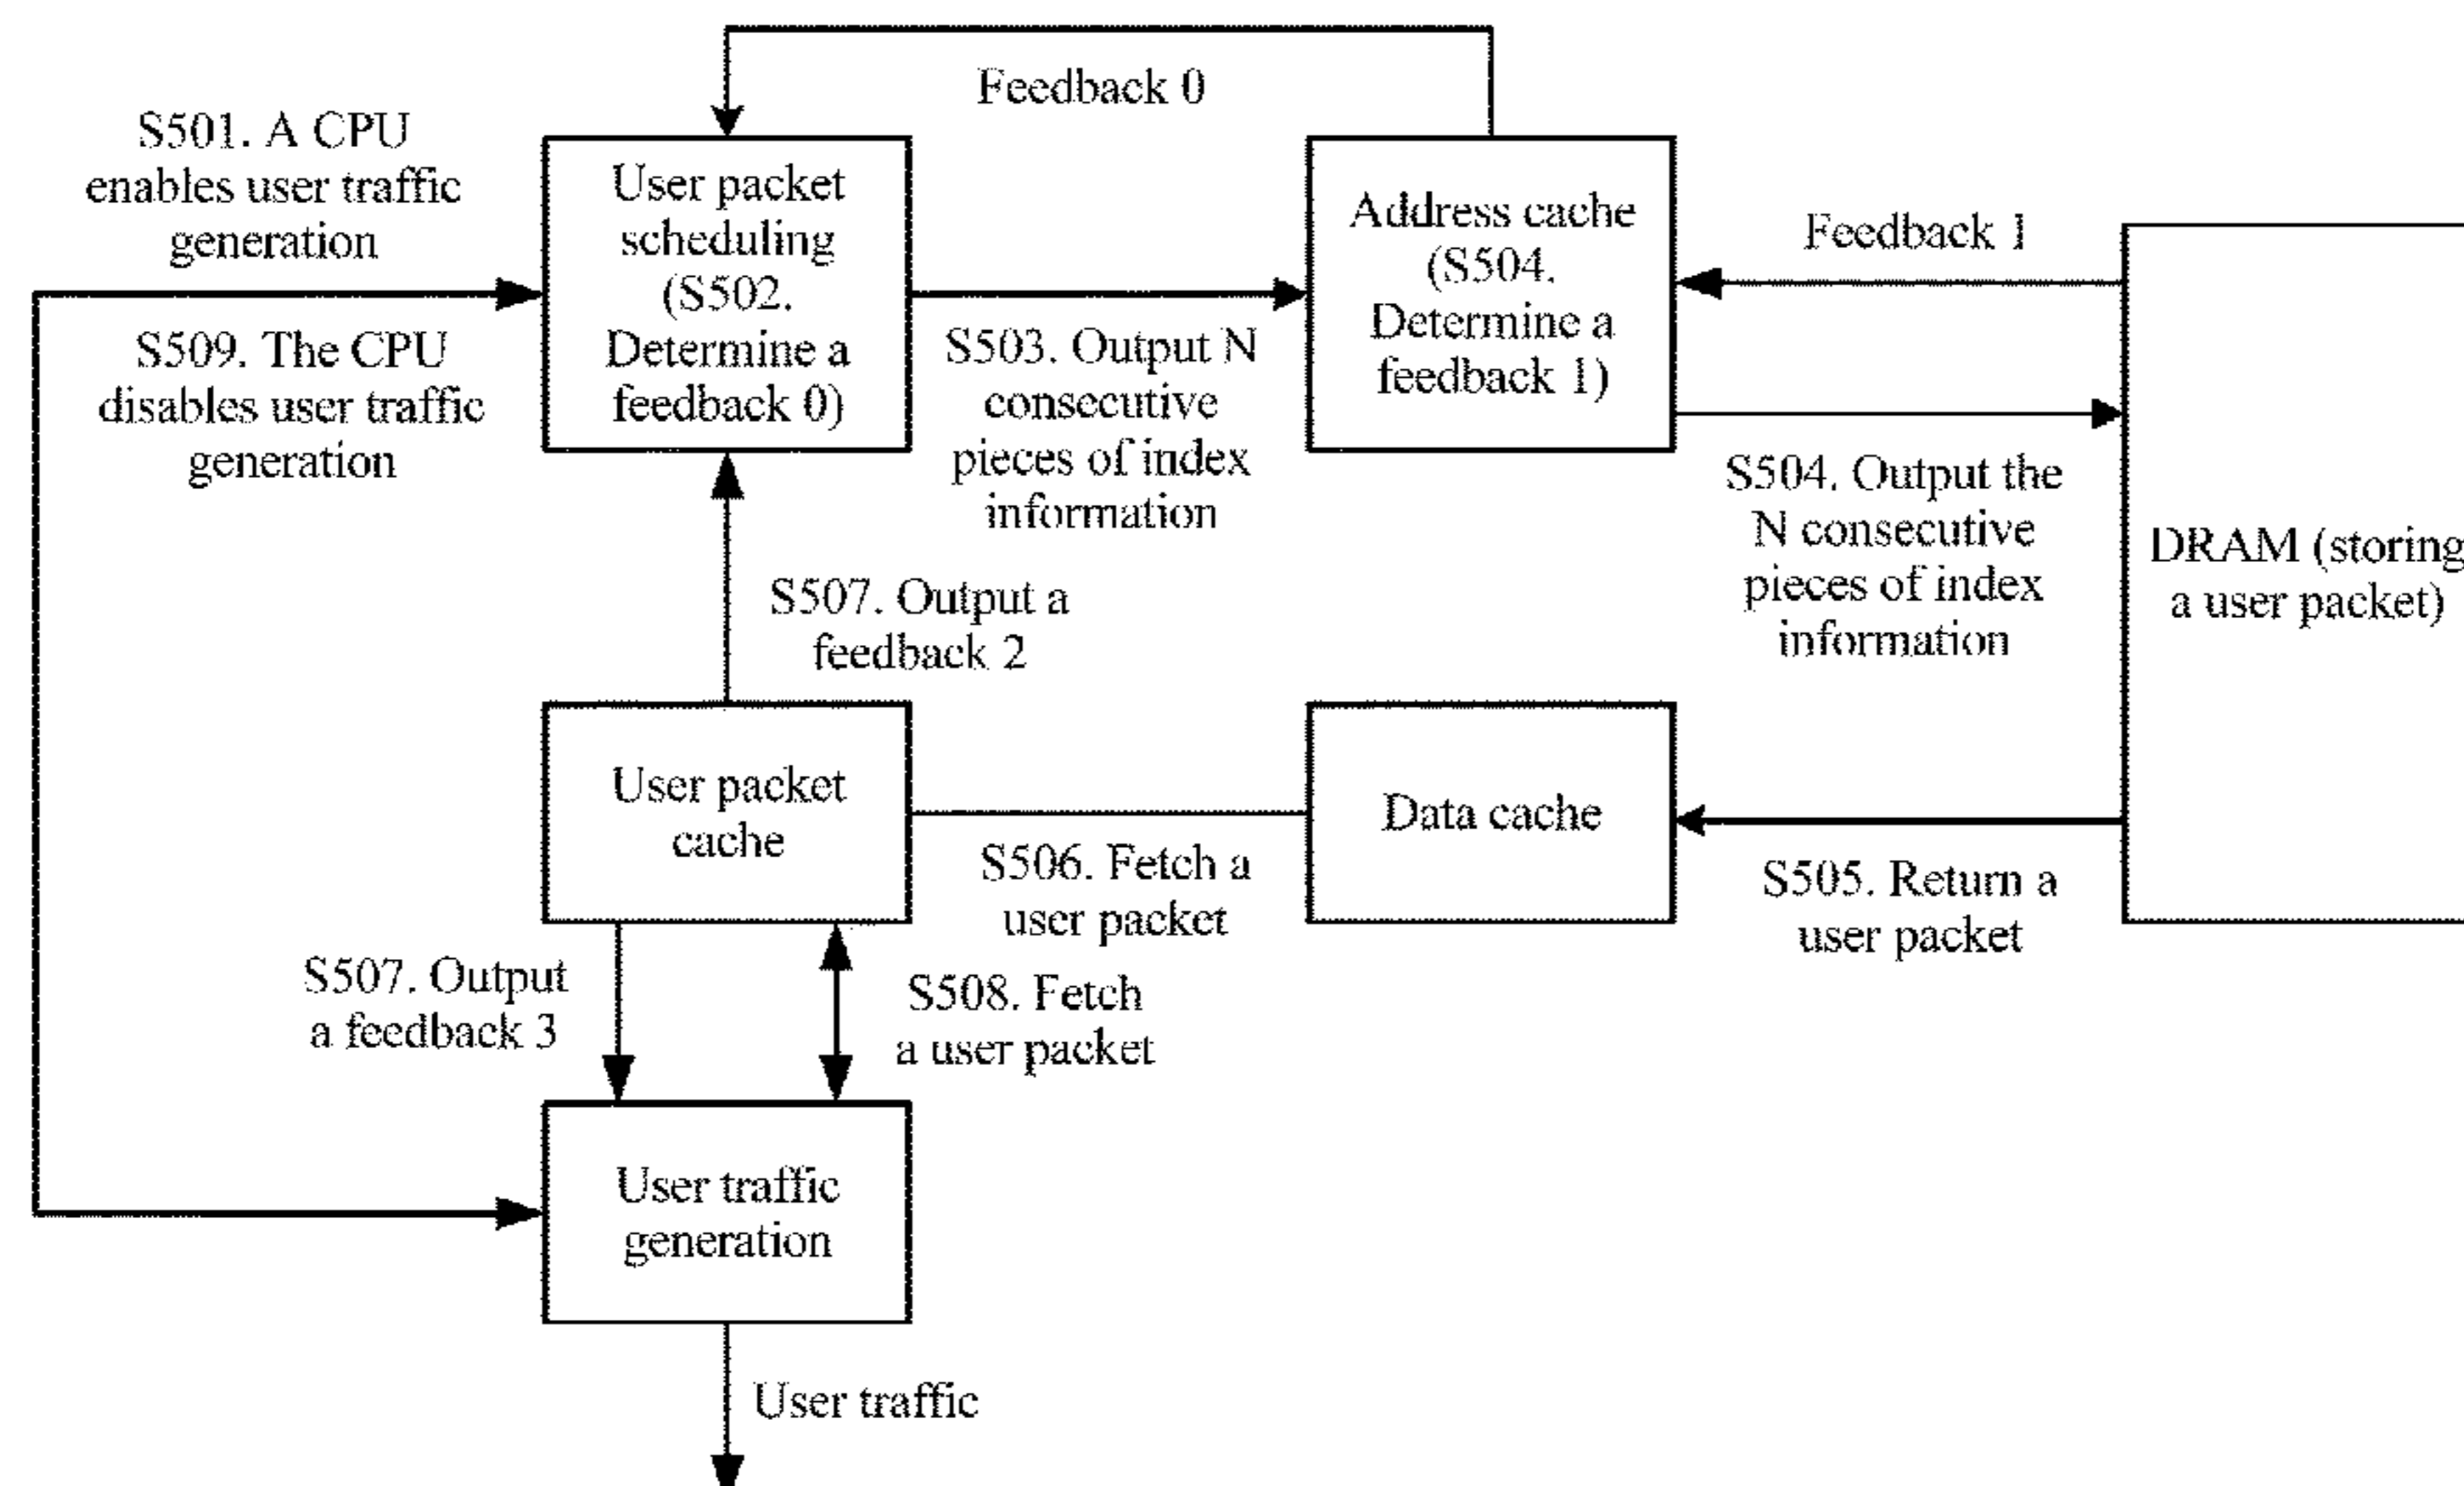 Feedback 0
S501. A CPU
enables user traffic
generation
S509. The CPU
disables user traffic
generation
User packet
scheduling
(S502.
Determine a
feedback 0)
S503. Output N
consecutive
pieces of index
information
Address cache
(S504.
Determine a
feedback 1)
Feedback 1
S504. Output the
N consecutive
pieces of index
information
DRAM (storing
a user packet)
S507. Output a
feedback 2
User packet
cache
S506. Fetch a
user packet
Data cache
S505. Return a
user packet
S507. Output
a feedback 3
S508. Fetch
a user packet
User traffic
generation
User traffic